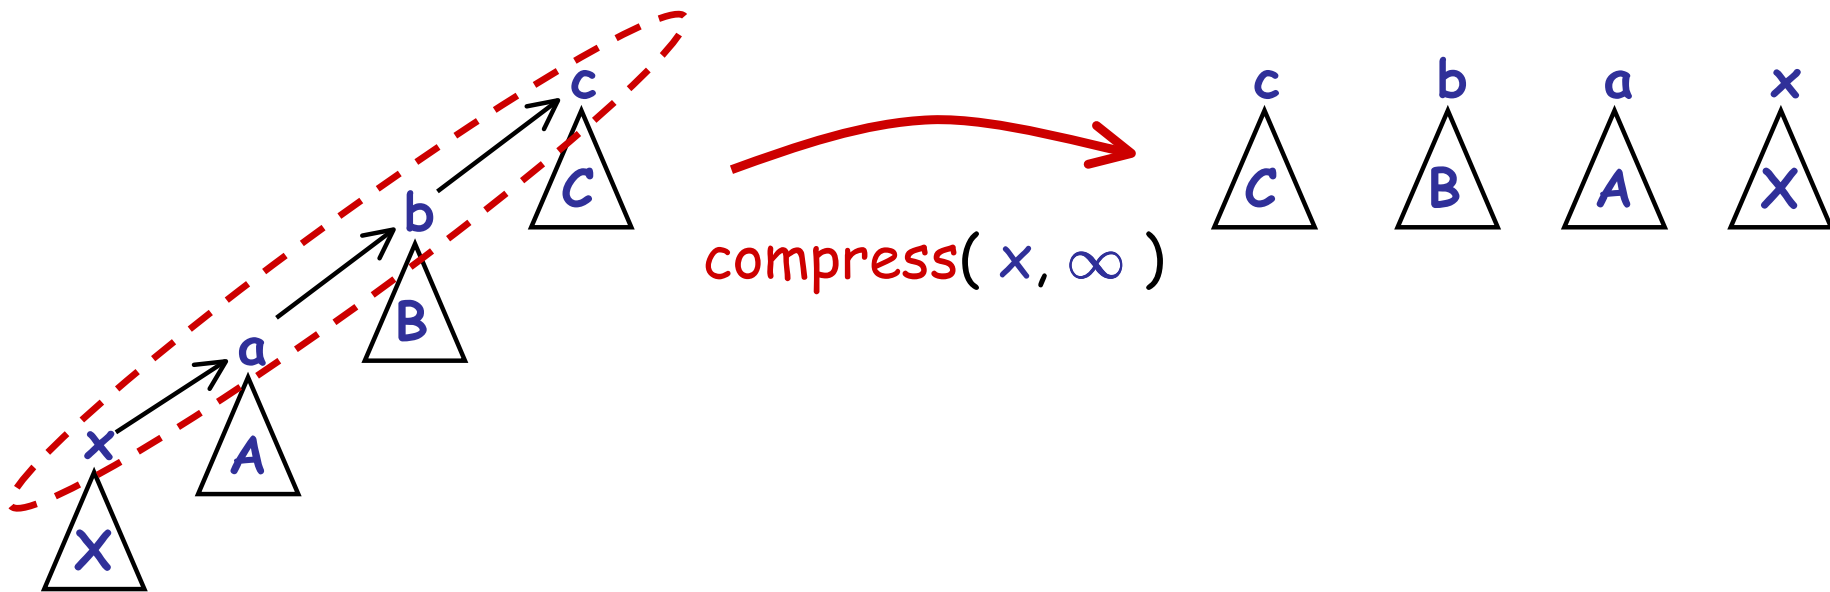 c
c b a x
C
C B A X
b
compress( x, ∞ )
B
a
A
x
X